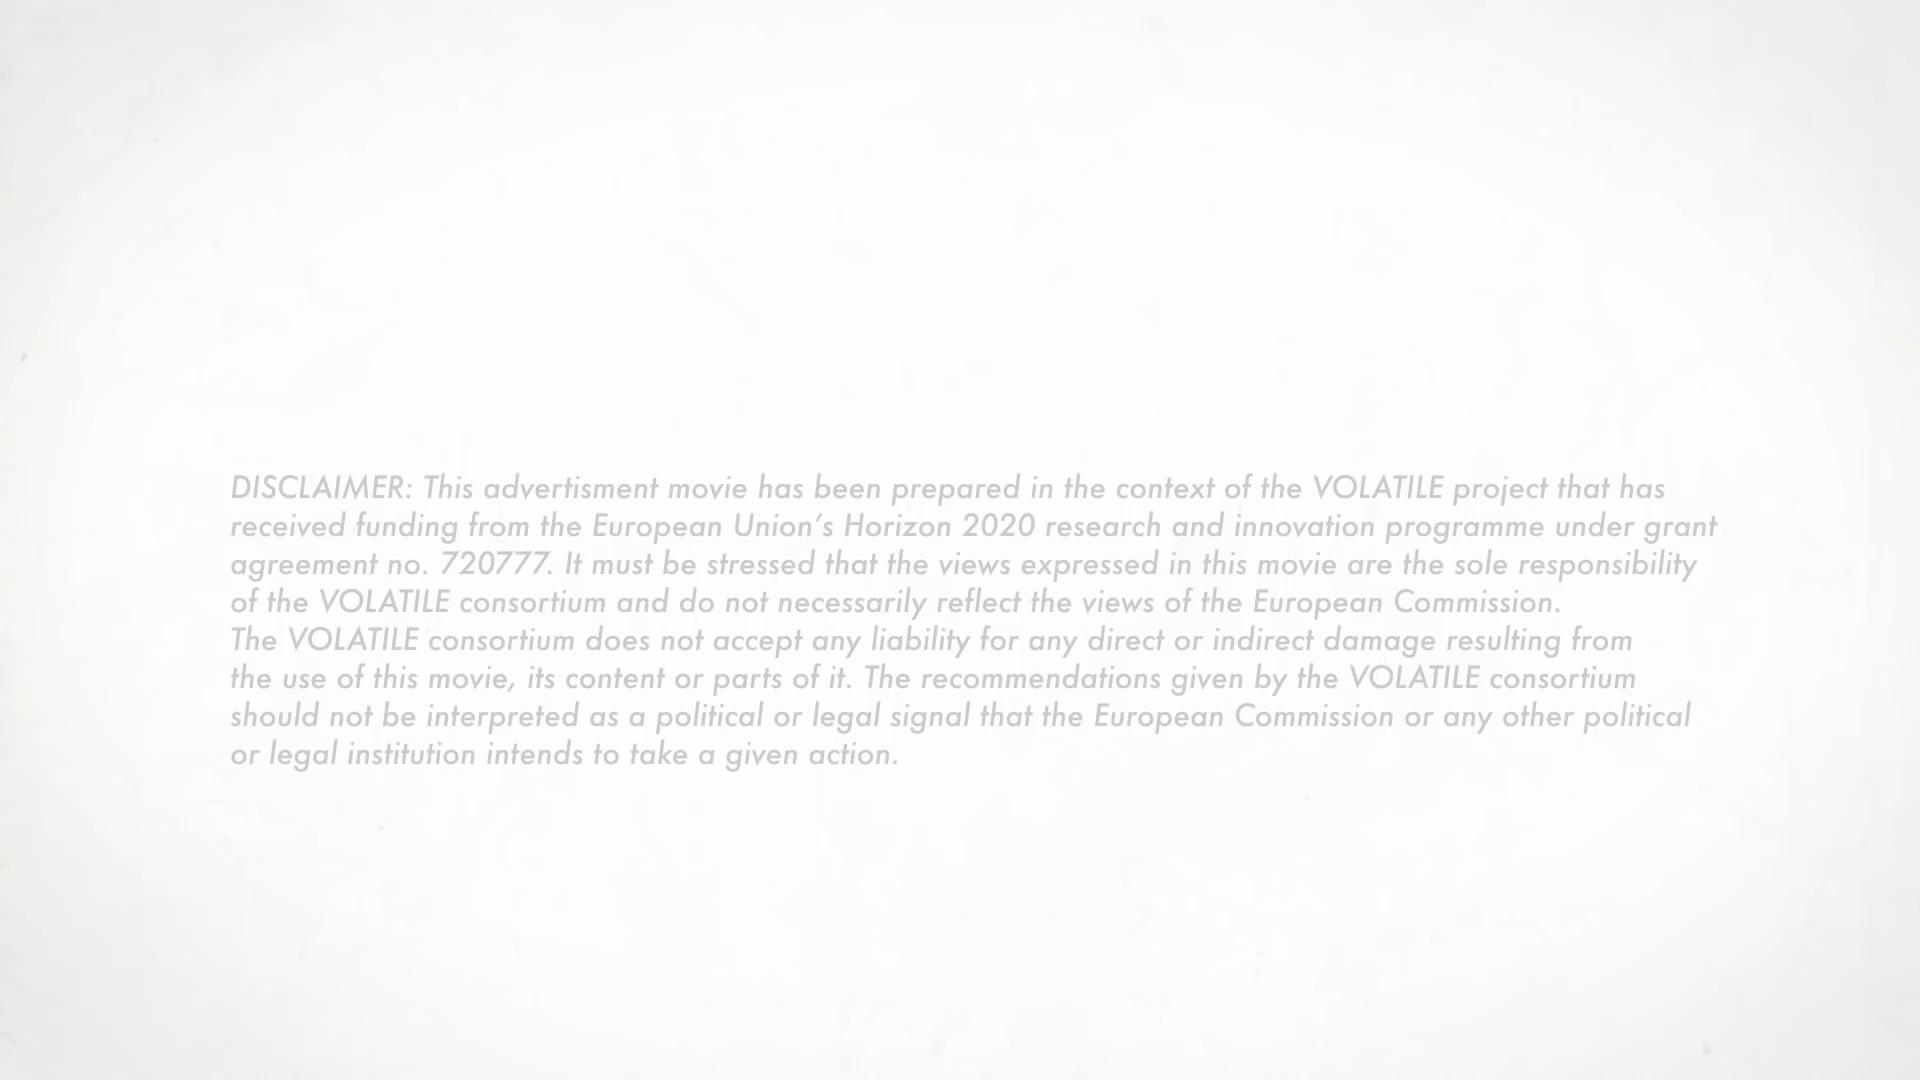 DISCLAIMER: This advertisment movie has been prepared in the context of the VOLATILE project that has
received funding from the European Union’s Horizon 2020 research and innovation programme under grant
agreement no. 720777. It must be stressed that the views expressed in this movie are the sole responsibility
of the VOLATILE consortium and do not necessarily reflect the views of the European Commission.
The VOLATILE consortium does not accept any liability for any direct or indirect damage resulting from
the use of this movie, its content or parts of it. The recommendations given by the VOLATILE consortium
should not be interpreted as a political or legal signal that the European Commission or any other political
or legal institution intends to take a given action.